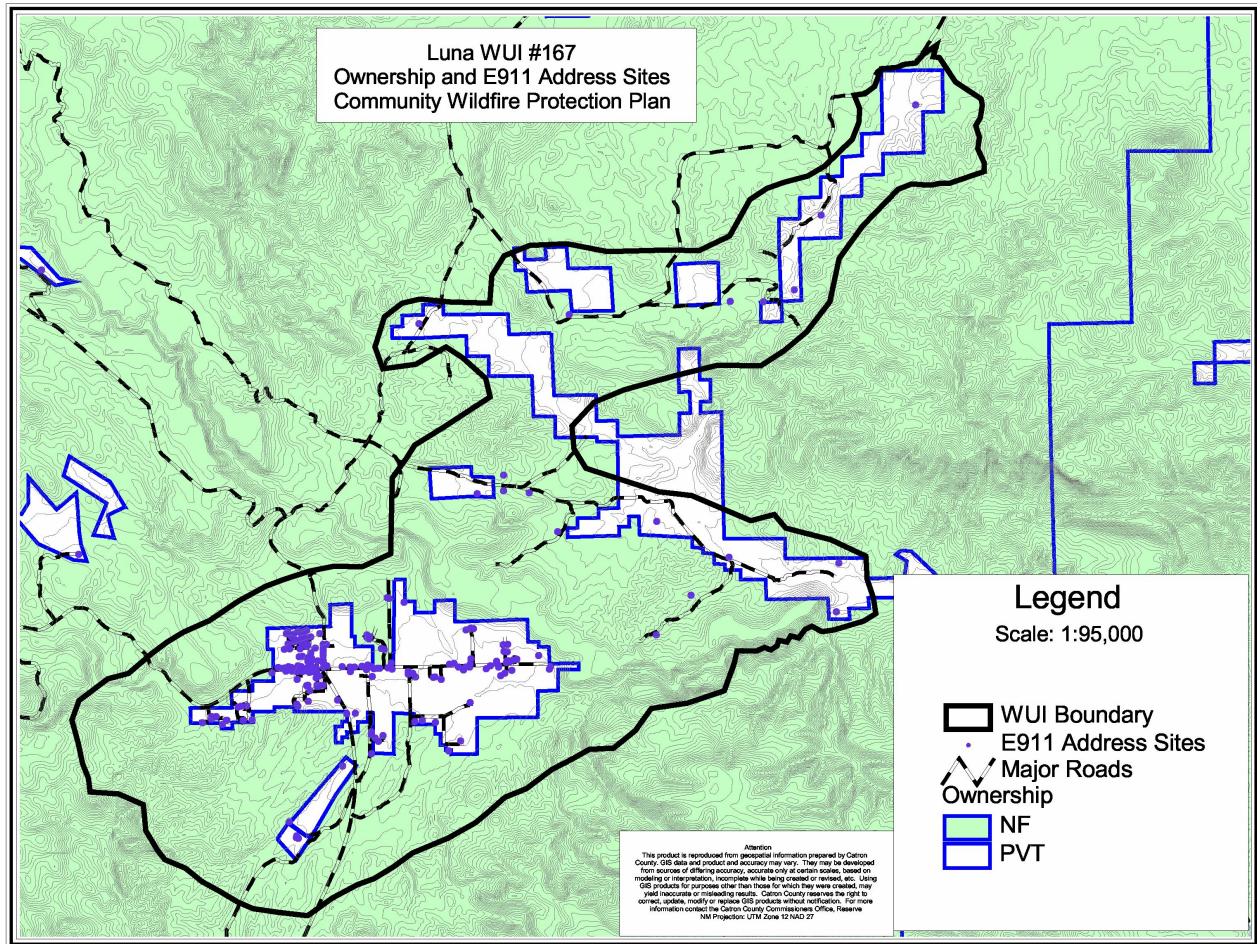 Luna WUI #167
Ownership and E911 Address Sites
Community Wildfire Protection Plan
Legend
Scale: 1:95,000
WUI Boundary
E911 Address Sites
Major Roads
Ownership
NF
PVT
Attention
This product is reproduced from geospatial information prepared by Catron
County. GIS data and product and accuracy may vary. They may be developed
from sources of differing accuracy, accurate only at certain scales, based on
modeling or interpretation, incomplete while being created or revised, etc. Using
GIS products for purposes other than those for which they were created, may
yield inaccurate or misleading results. Catron County reserves the right to
correct, update, modify or replace GIS products without notification. For more
information contact the Catron County Commissioners Office, Reserve
NM Projection: UTM Zone 12 NAD 27